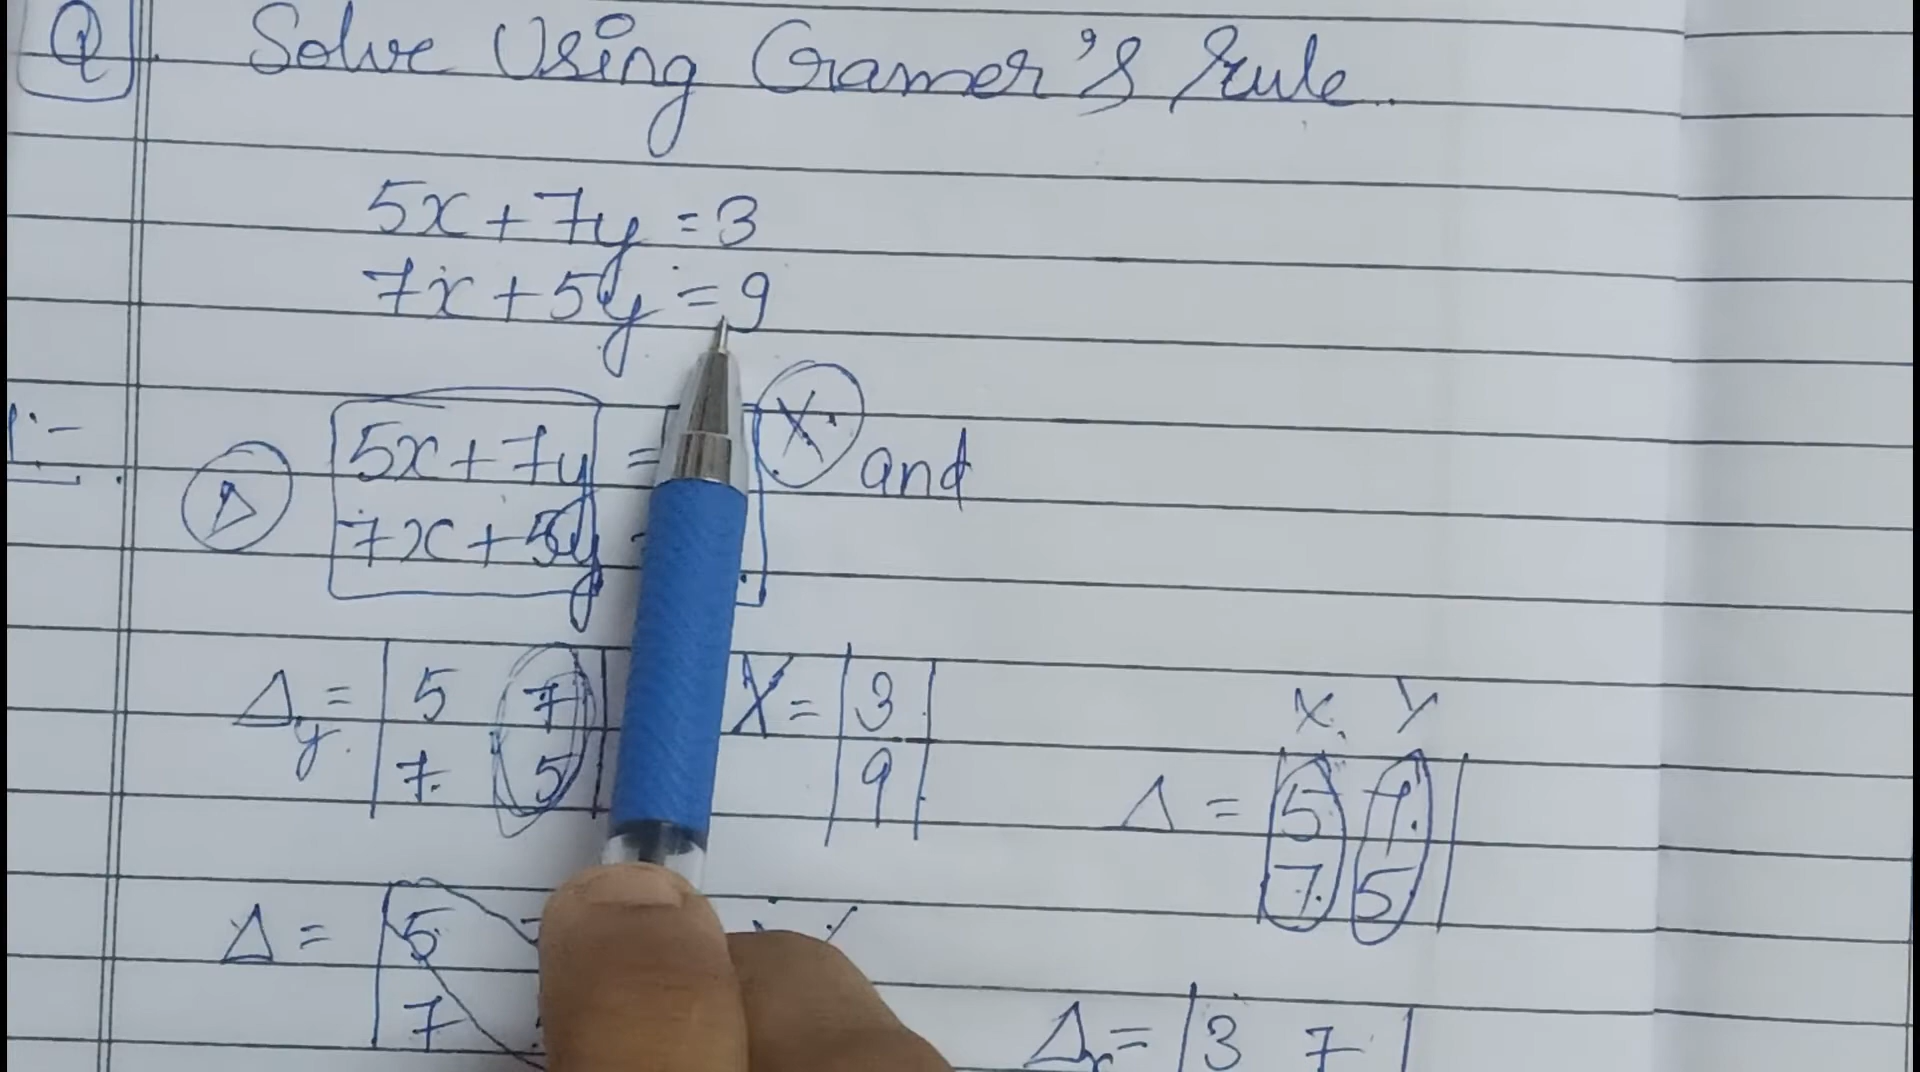 Q. Solve Using Cramer's rule.
5x + 7y = 3
7x + 5y = 9
5x + 7y = X and
7x + 5y
Δy = | 5 7 | X = | 3 |
| 7 5 | | 9 |
X Y
Δ = | 5 7 |
| 7 5 |
Δ = | 5
| 7
Δx = | 3 7 |